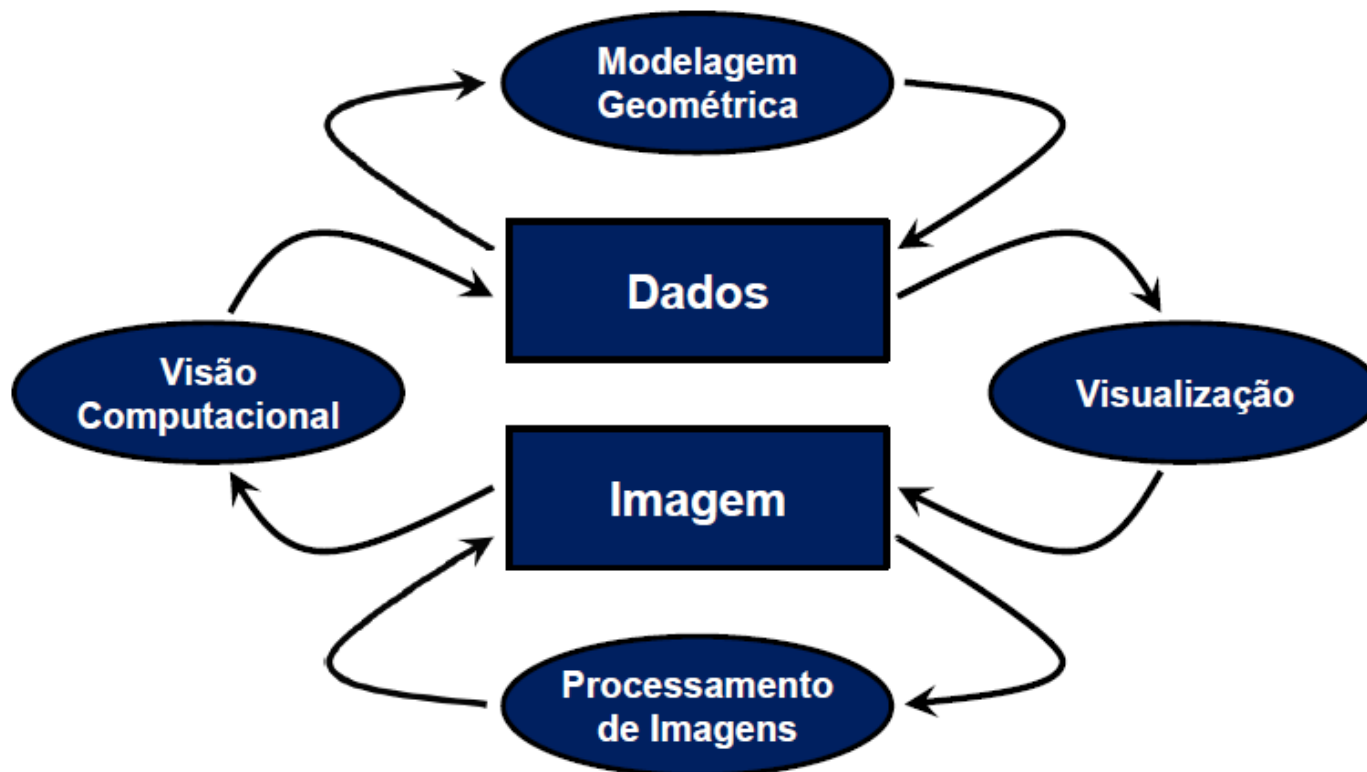 Modelagem
Geométrica
Dados
Visão
Computacional
Visualização
Imagem
Processamento
de Imagens